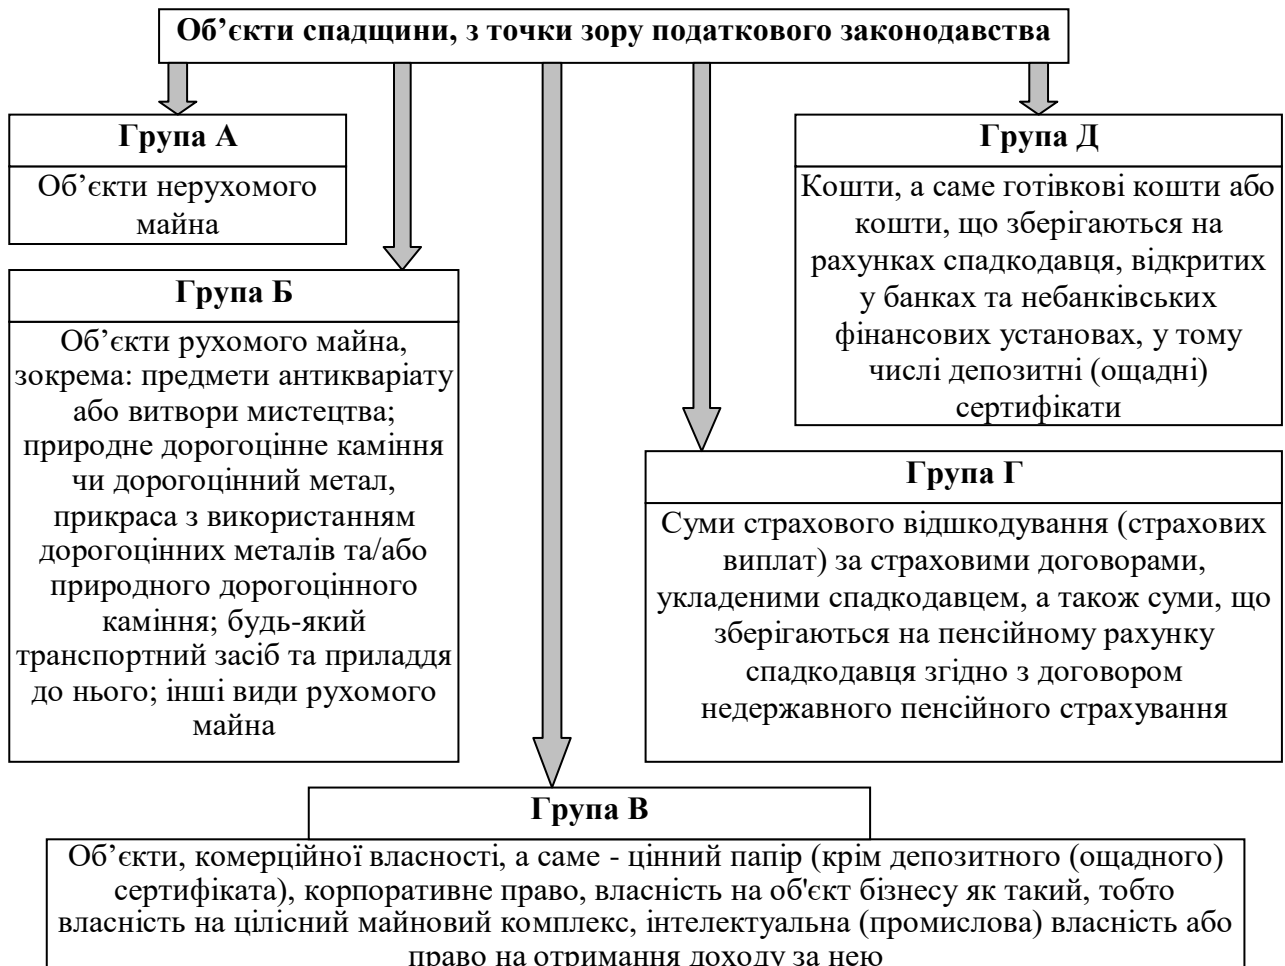 Об’єкти спадщини, з точки зору податкового законодавства
Група А
Об’єкти нерухомого
майна
Група Б
Об’єкти рухомого майна,
зокрема: предмети антикваріату
або витвори мистецтва;
природне дорогоцінне каміння
чи дорогоцінний метал,
прикраса з використанням
дорогоцінних металів та/або
природного дорогоцінного
каміння; будь-який
транспортний засіб та приладдя
до нього; інші види рухомого
майна
Група Д
Кошти, а саме готівкові кошти або
кошти, що зберігаються на
рахунках спадкодавця, відкритих
у банках та небанківських
фінансових установах, у тому
числі депозитні (ощадні)
сертифікати
Група Г
Суми страхового відшкодування (страхових
виплат) за страховими договорами,
укладеними спадкодавцем, а також суми, що
зберігаються на пенсійному рахунку
спадкодавця згідно з договором
недержавного пенсійного страхування
Група В
Об’єкти, комерційної власності, а саме - цінний папір (крім депозитного (ощадного)
сертифіката), корпоративне право, власність на об'єкт бізнесу як такий, тобто
власність на цілісний майновий комплекс, інтелектуальна (промислова) власність або
право на отримання доходу за нею